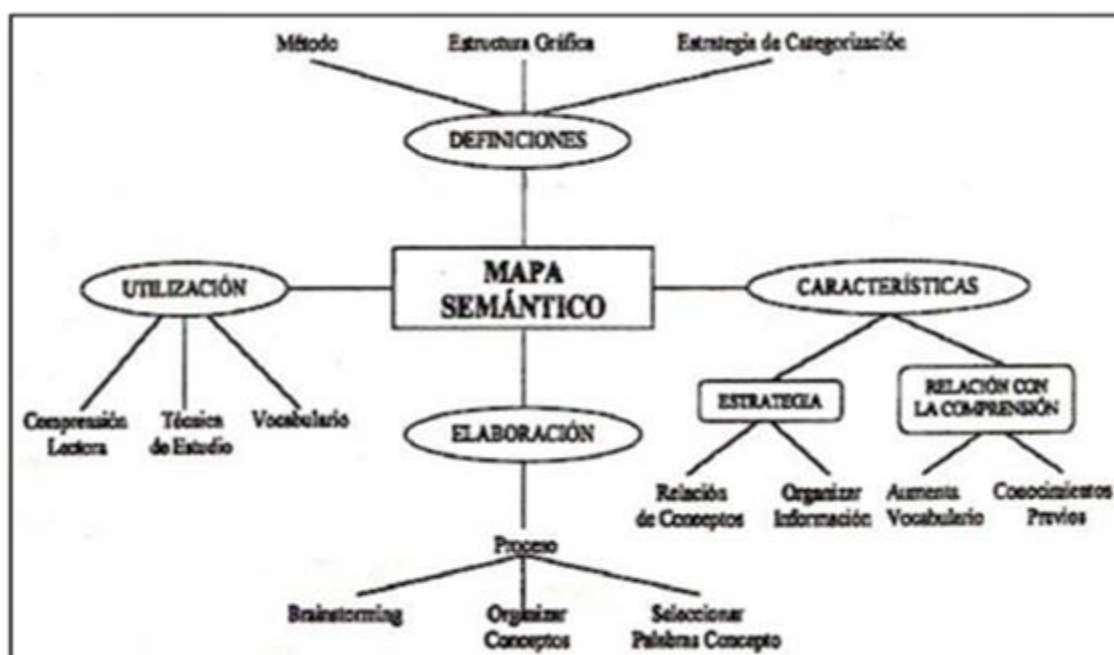 Método
Estructura Gráfica
Estrategia de Categorización
DEFINICIONES
MAPA
SEMÁNTICO
UTILIZACIÓN
Comprensión
Lectora
Técnica
de Estudio
Vocabulario
CARACTERÍSTICAS
ESTRATEGIA
Relación
de Conceptos
Organizar
Información
RELACIÓN CON
LA COMPRENSIÓN
Aumenta
Vocabulario
Conocimientos
Previos
ELABORACIÓN
Proceso
Brainstorming
Organizar
Conceptos
Seleccionar
Palabras Concepto